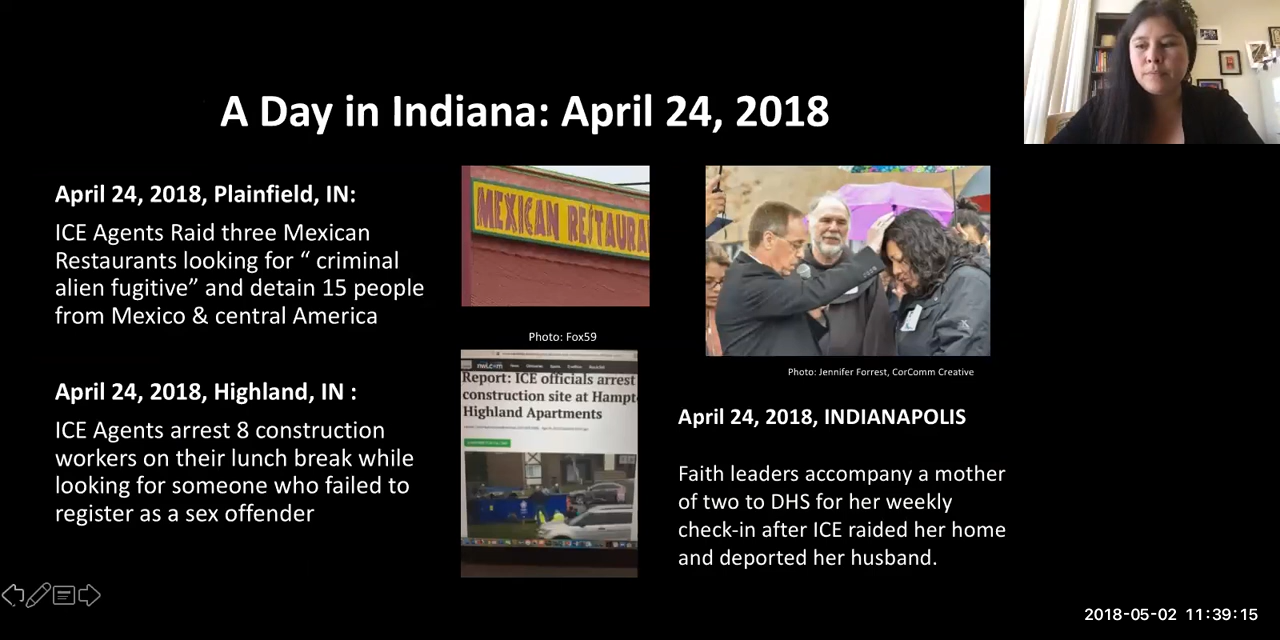 A Day in Indiana: April 24, 2018
April 24, 2018, Plainfield, IN:
ICE Agents Raid three Mexican
Restaurants looking for “ criminal
alien fugitive” and detain 15 people
from Mexico & central America
MEXICAN RESTAURA
Photo: Fox59
April 24, 2018, Highland, IN :
ICE Agents arrest 8 construction
workers on their lunch break while
looking for someone who failed to
register as a sex offender
nwi.com
Report: ICE officials arrest
construction site at Hampt
Highland Apartments
Photo: Jennifer Forrest, CorComm Creative
April 24, 2018, INDIANAPOLIS
Faith leaders accompany a mother
of two to DHS for her weekly
check-in after ICE raided her home
and deported her husband.
2018-05-02 11:39:15